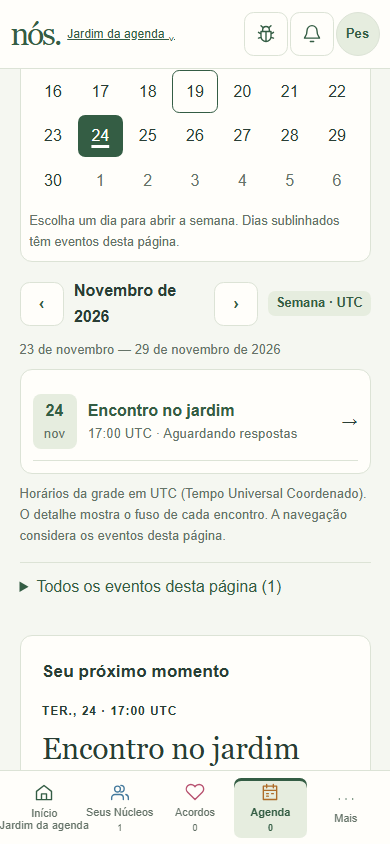 nós. Jardim da agenda
Pes
16 17 18 19 20 21 22
23 24 25 26 27 28 29
30 1 2 3 4 5 6
Escolha um dia para abrir a semana. Dias sublinhados
têm eventos desta página.
‹ Novembro de
2026 › Semana · UTC
23 de novembro — 29 de novembro de 2026
24 Encontro no jardim
nov 17:00 UTC · Aguardando respostas →
Horários da grade em UTC (Tempo Universal Coordenado).
O detalhe mostra o fuso de cada encontro. A navegação
considera os eventos desta página.
▶ Todos os eventos desta página (1)
Seu próximo momento
TER., 24 · 17:00 UTC
Encontro no jardim
Início Seus Núcleos Acordos Agenda Mais
Jardim da agenda 1 0 0